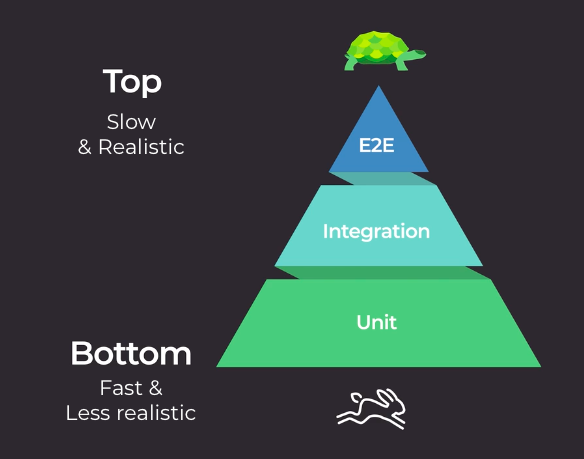 Top
Slow
& Realistic
E2E
Integration
Unit
Bottom
Fast &
Less realistic